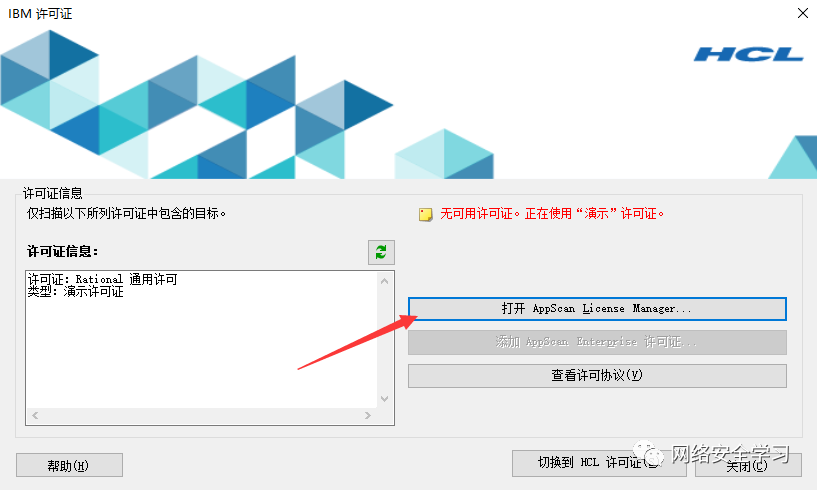 IBM 许可证
HCL
许可证信息
仅扫描以下所列许可证中包含的目标。
无可用许可证。正在使用“演示”许可证。
许可证信息：
许可证: Rational 通用许可
类型: 演示许可证
打开 AppScan License Manager...
添加 AppScan Enterprise 许可证...
查看许可协议(V)
帮助(H)
切换到 HCL 许可证
关闭(C)
网络安全学习